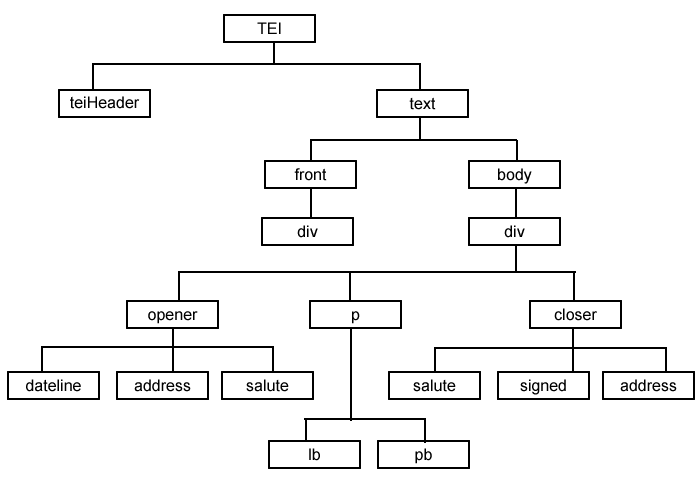 TEI
teiHeader
text
front
body
div
div
opener
p
closer
dateline
address
salute
salute
signed
address
lb
pb